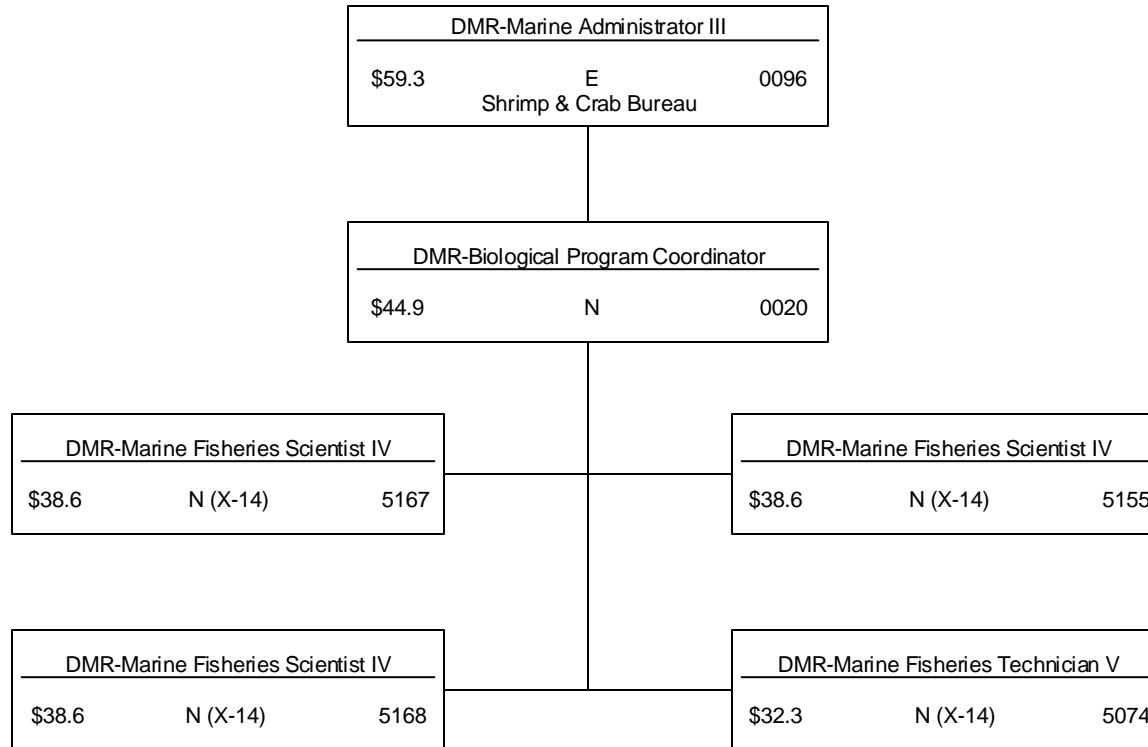 DMR-Marine Administrator III
$59.3 E 0096
Shrimp & Crab Bureau
DMR-Biological Program Coordinator
$44.9 N 0020
DMR-Marine Fisheries Scientist IV
$38.6 N (X-14) 5167
DMR-Marine Fisheries Scientist IV
$38.6 N (X-14) 5155
DMR-Marine Fisheries Scientist IV
$38.6 N (X-14) 5168
DMR-Marine Fisheries Technician V
$32.3 N (X-14) 5074